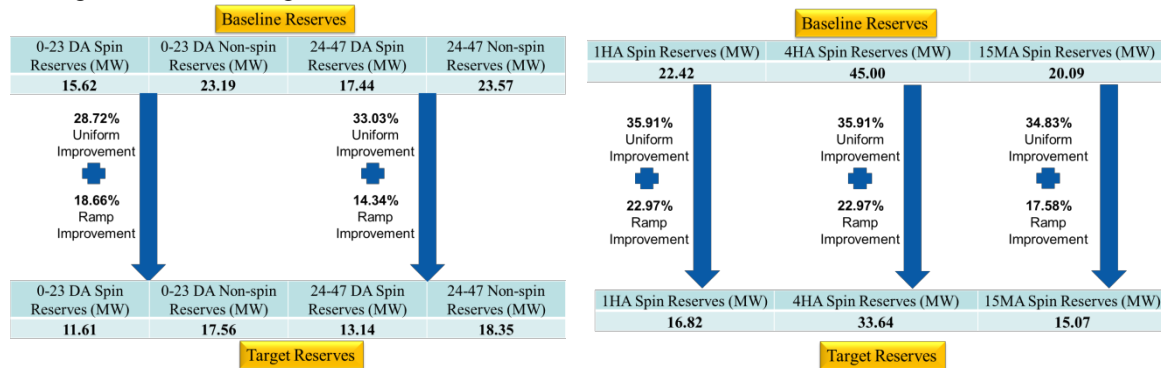 Baseline Reserves
0-23 DA Spin Reserves (MW) 0-23 DA Non-spin Reserves (MW) 24-47 DA Spin Reserves (MW) 24-47 Non-spin Reserves (MW)
15.62 23.19 17.44 23.57
28.72%
Uniform
Improvement
18.66%
Ramp
Improvement
33.03%
Uniform
Improvement
14.34%
Ramp
Improvement
0-23 DA Spin Reserves (MW) 0-23 DA Non-spin Reserves (MW) 24-47 DA Spin Reserves (MW) 24-47 Non-spin Reserves (MW)
11.61 17.56 13.14 18.35
Target Reserves
Baseline Reserves
1HA Spin Reserves (MW) 4HA Spin Reserves (MW) 15MA Spin Reserves (MW)
22.42 45.00 20.09
35.91%
Uniform
Improvement
22.97%
Ramp
Improvement
35.91%
Uniform
Improvement
22.97%
Ramp
Improvement
34.83%
Uniform
Improvement
17.58%
Ramp
Improvement
1HA Spin Reserves (MW) 4HA Spin Reserves (MW) 15MA Spin Reserves (MW)
16.82 33.64 15.07
Target Reserves